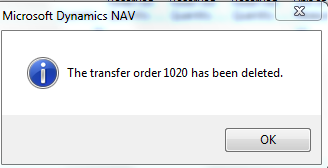 Microsoft Dynamics NAV
The transfer order 1020 has been deleted.
OK